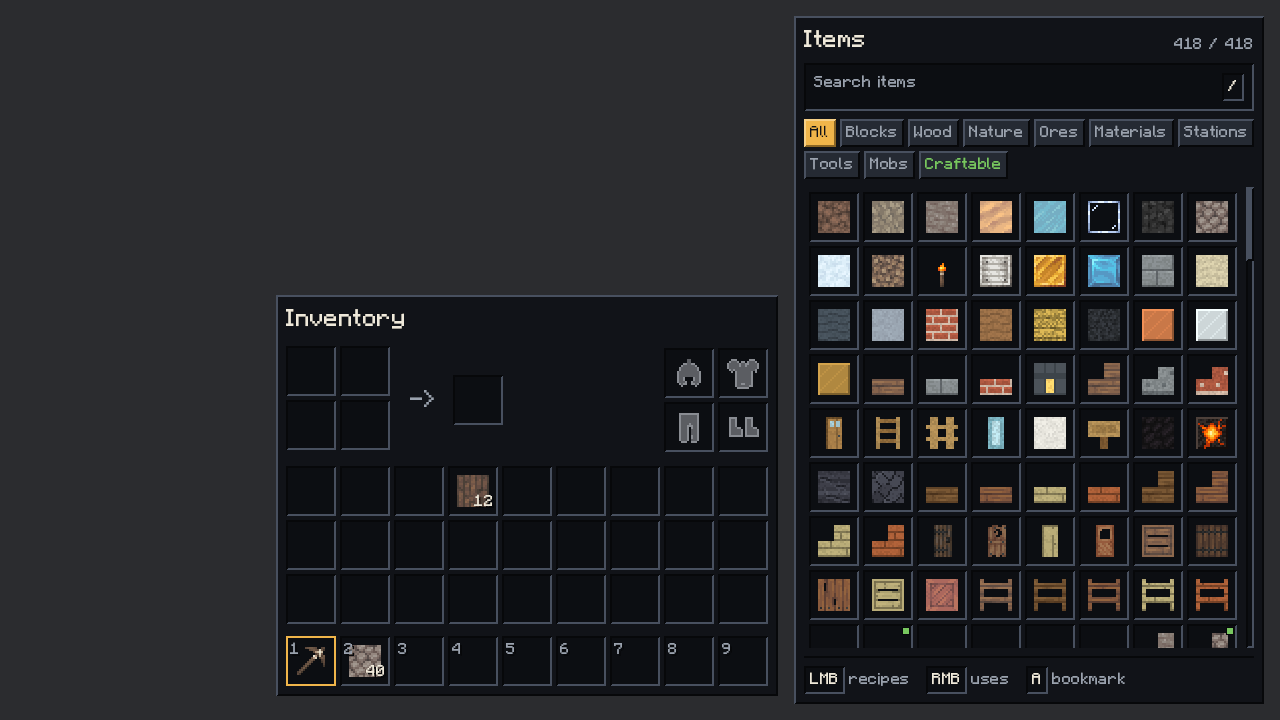 Items
418 / 418
Search items /
All Blocks Wood Nature Ores Materials Stations
Tools Mobs Craftable
Inventory
->
12
1 2 3 4 5 6 7 8 9
40
LMB recipes RMB uses A bookmark